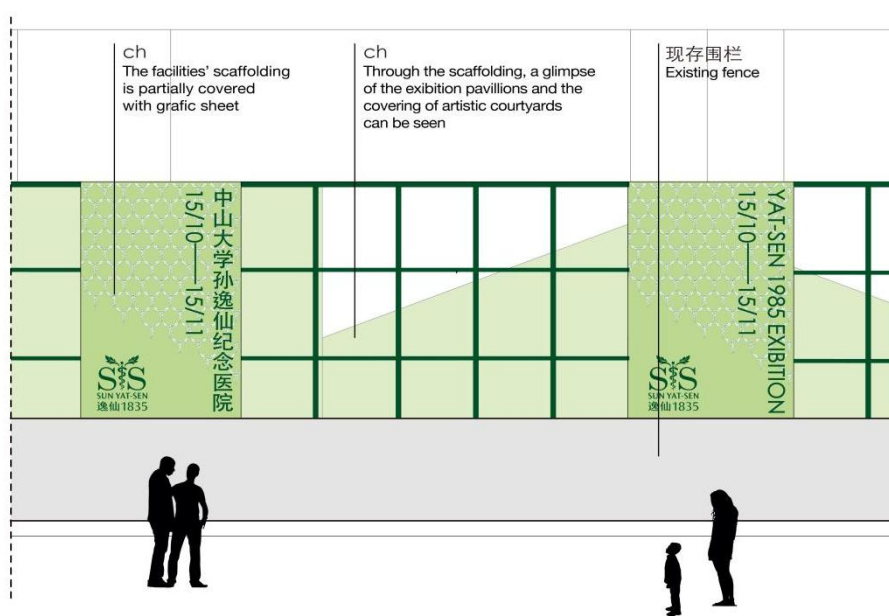 ch
The facilities' scaffolding
is partially covered
with grafic sheet
ch
Through the scaffolding, a glimpse
of the exibition pavillions and the
covering of artistic courtyards
can be seen
现存围栏
Existing fence
中山大学孙逸仙纪念医院
15/10——15/11
SYS
SUN YAT-SEN
逸仙1835
YAT-SEN 1985 EXIBITION
15/10——15/11
SYS
SUN YAT-SEN
逸仙1835